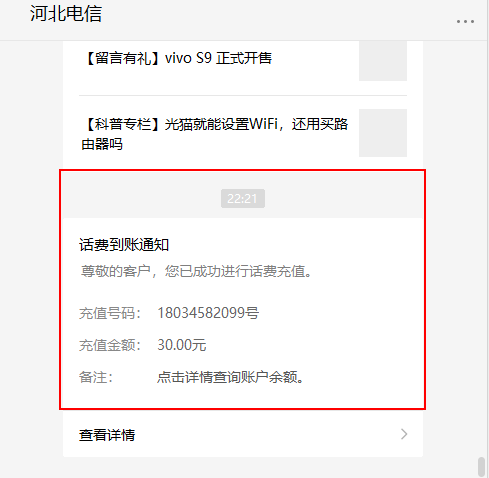 河北电信
【留言有礼】vivo S9 正式开售
【科普专栏】光猫就能设置WiFi，还用买路
由器吗
22:21
话费到账通知
尊敬的客户，您已成功进行话费充值。
充值号码： 18034582099号
充值金额： 30.00元
备注： 点击详情查询账户余额。
查看详情